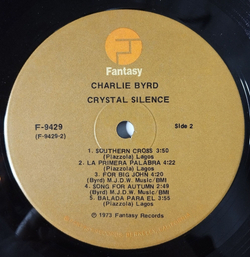 Fantasy
CHARLIE BYRD
CRYSTAL SILENCE
F-9429
(F-9429-2)
Side 2
1. SOUTHERN CROSS 3:50
(Piazzola) Lagos
2. LA PRIMERA PALABRA 4:22
(Piazzola) Lagos
3. FOR BIG JOHN 4:20
(Byrd) M.J.D.W. Music/BMI
4. SONG FOR AUTUMN 2:49
(Byrd) M.J.D.W. Music/BMI
5. BALADA PARA EL 3:55
(Piazzola) Lagos
℗ 1973 Fantasy Records